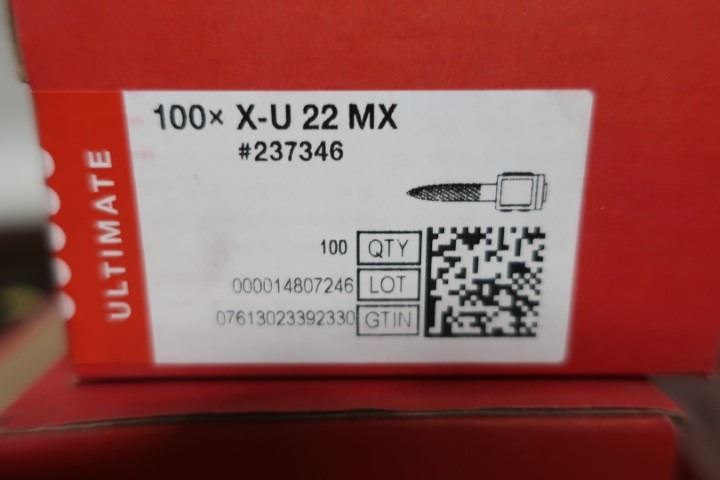 100× X-U 22 MX
#237346
100 QTY
000014807246 LOT
07613023392330 GTIN
ULTIMATE